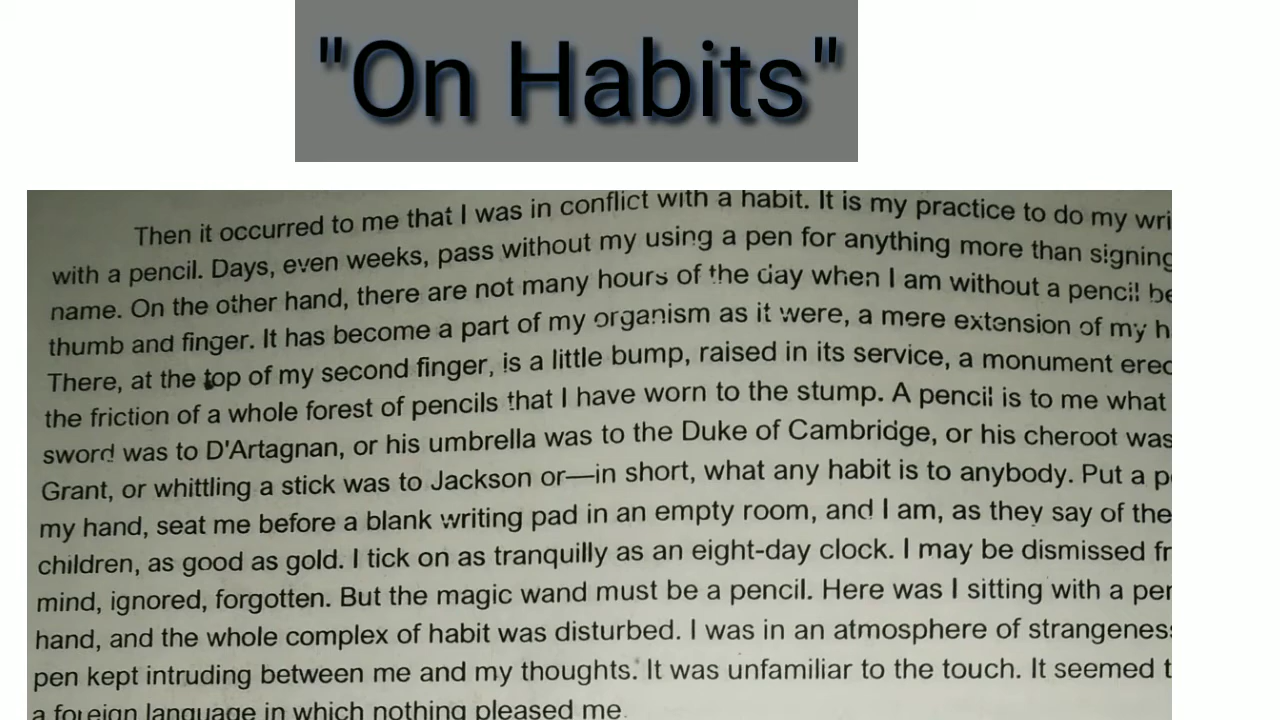 "On Habits"
Then it occurred to me that I was in conflict with a habit. It is my practice to do my wri
with a pencil. Days, even weeks, pass without my using a pen for anything more than signing
name. On the other hand, there are not many hours of the day when I am without a pencil be
thumb and finger. It has become a part of my organism as it were, a mere extension of my h
There, at the top of my second finger, is a little bump, raised in its service, a monument erec
the friction of a whole forest of pencils that I have worn to the stump. A pencil is to me what
sword was to D'Artagnan, or his umbrella was to the Duke of Cambridge, or his cheroot was
Grant, or whittling a stick was to Jackson or—in short, what any habit is to anybody. Put a p
my hand, seat me before a blank writing pad in an empty room, and I am, as they say of the
children, as good as gold. I tick on as tranquilly as an eight-day clock. I may be dismissed fr
mind, ignored, forgotten. But the magic wand must be a pencil. Here was I sitting with a pen
hand, and the whole complex of habit was disturbed. I was in an atmosphere of strangenes
pen kept intruding between me and my thoughts. It was unfamiliar to the touch. It seemed t
a foreign language in which nothing pleased me.